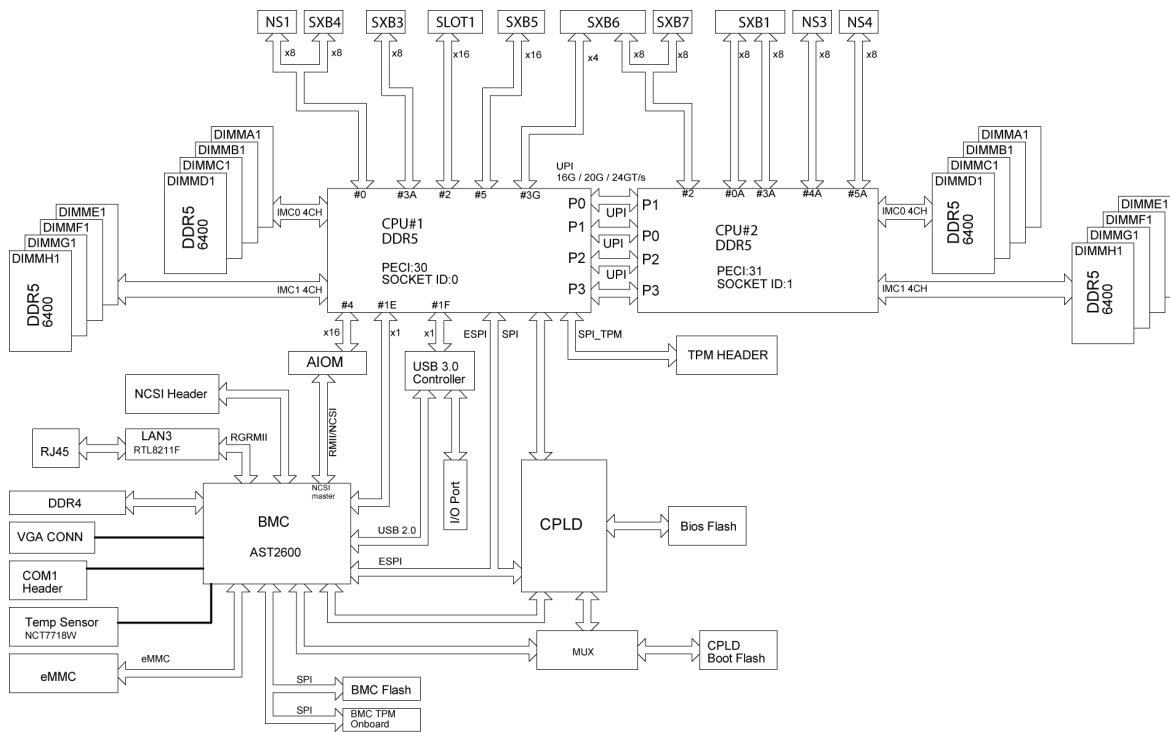 NS1
SXB4
SXB3
SLOT1
SXB5
SXB6
SXB7
SXB1
NS3
NS4
x8
x8
x8
x16
x16
x4
x8
x8
x8
x8
x8
x8
DIMMA1
DIMMB1
DIMMC1
DIMMD1
DDR5
6400
DIMME1
DIMMF1
DIMMG1
DIMMH1
DDR5
6400
IMC0 4CH
IMC1 4CH
#0
#3A
#2
#5
#3G
CPU#1
DDR5
PECI:30
SOCKET ID:0
P0
P1
P2
P3
#4
#1E
#1F
UPI
16G / 20G / 24GT/s
UPI
UPI
UPI
#2
#0A
#3A
#4A
#5A
P1
P0
P2
P3
CPU#2
DDR5
PECI:31
SOCKET ID:1
IMC0 4CH
IMC1 4CH
DIMMA1
DIMMB1
DIMMC1
DIMMD1
DDR5
6400
DIMME1
DIMMF1
DIMMG1
DIMMH1
DDR5
6400
x16
x1
x1
ESPI
SPI
SPI_TPM
TPM HEADER
AIOM
USB 3.0
Controller
NCSI Header
RMII/NCSI
RJ45
LAN3
RTL8211F
RGRMII
I/O Port
DDR4
NCSI
master
BMC
AST2600
USB 2.0
ESPI
CPLD
Bios Flash
VGA CONN
COM1
Header
Temp Sensor
NCT7718W
eMMC
eMMC
MUX
CPLD
Boot Flash
SPI
BMC Flash
SPI
BMC TPM
Onboard